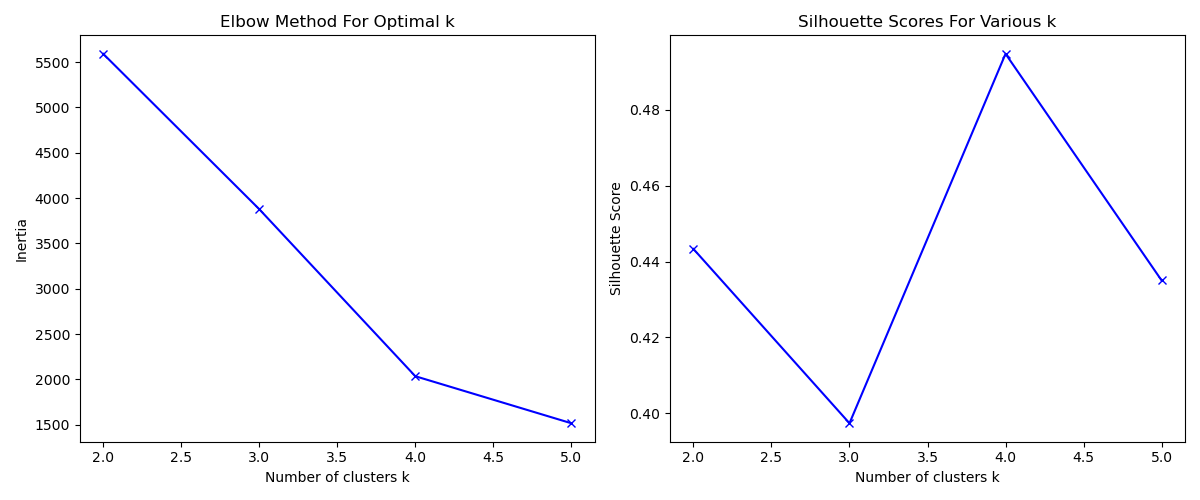 Elbow Method For Optimal k
5500
5000
4500
4000
3500
3000
2500
2000
1500
Inertia
2.0 2.5 3.0 3.5 4.0 4.5 5.0
Number of clusters k
Silhouette Scores For Various k
0.48
0.46
0.44
0.42
0.40
Silhouette Score
2.0 2.5 3.0 3.5 4.0 4.5 5.0
Number of clusters k